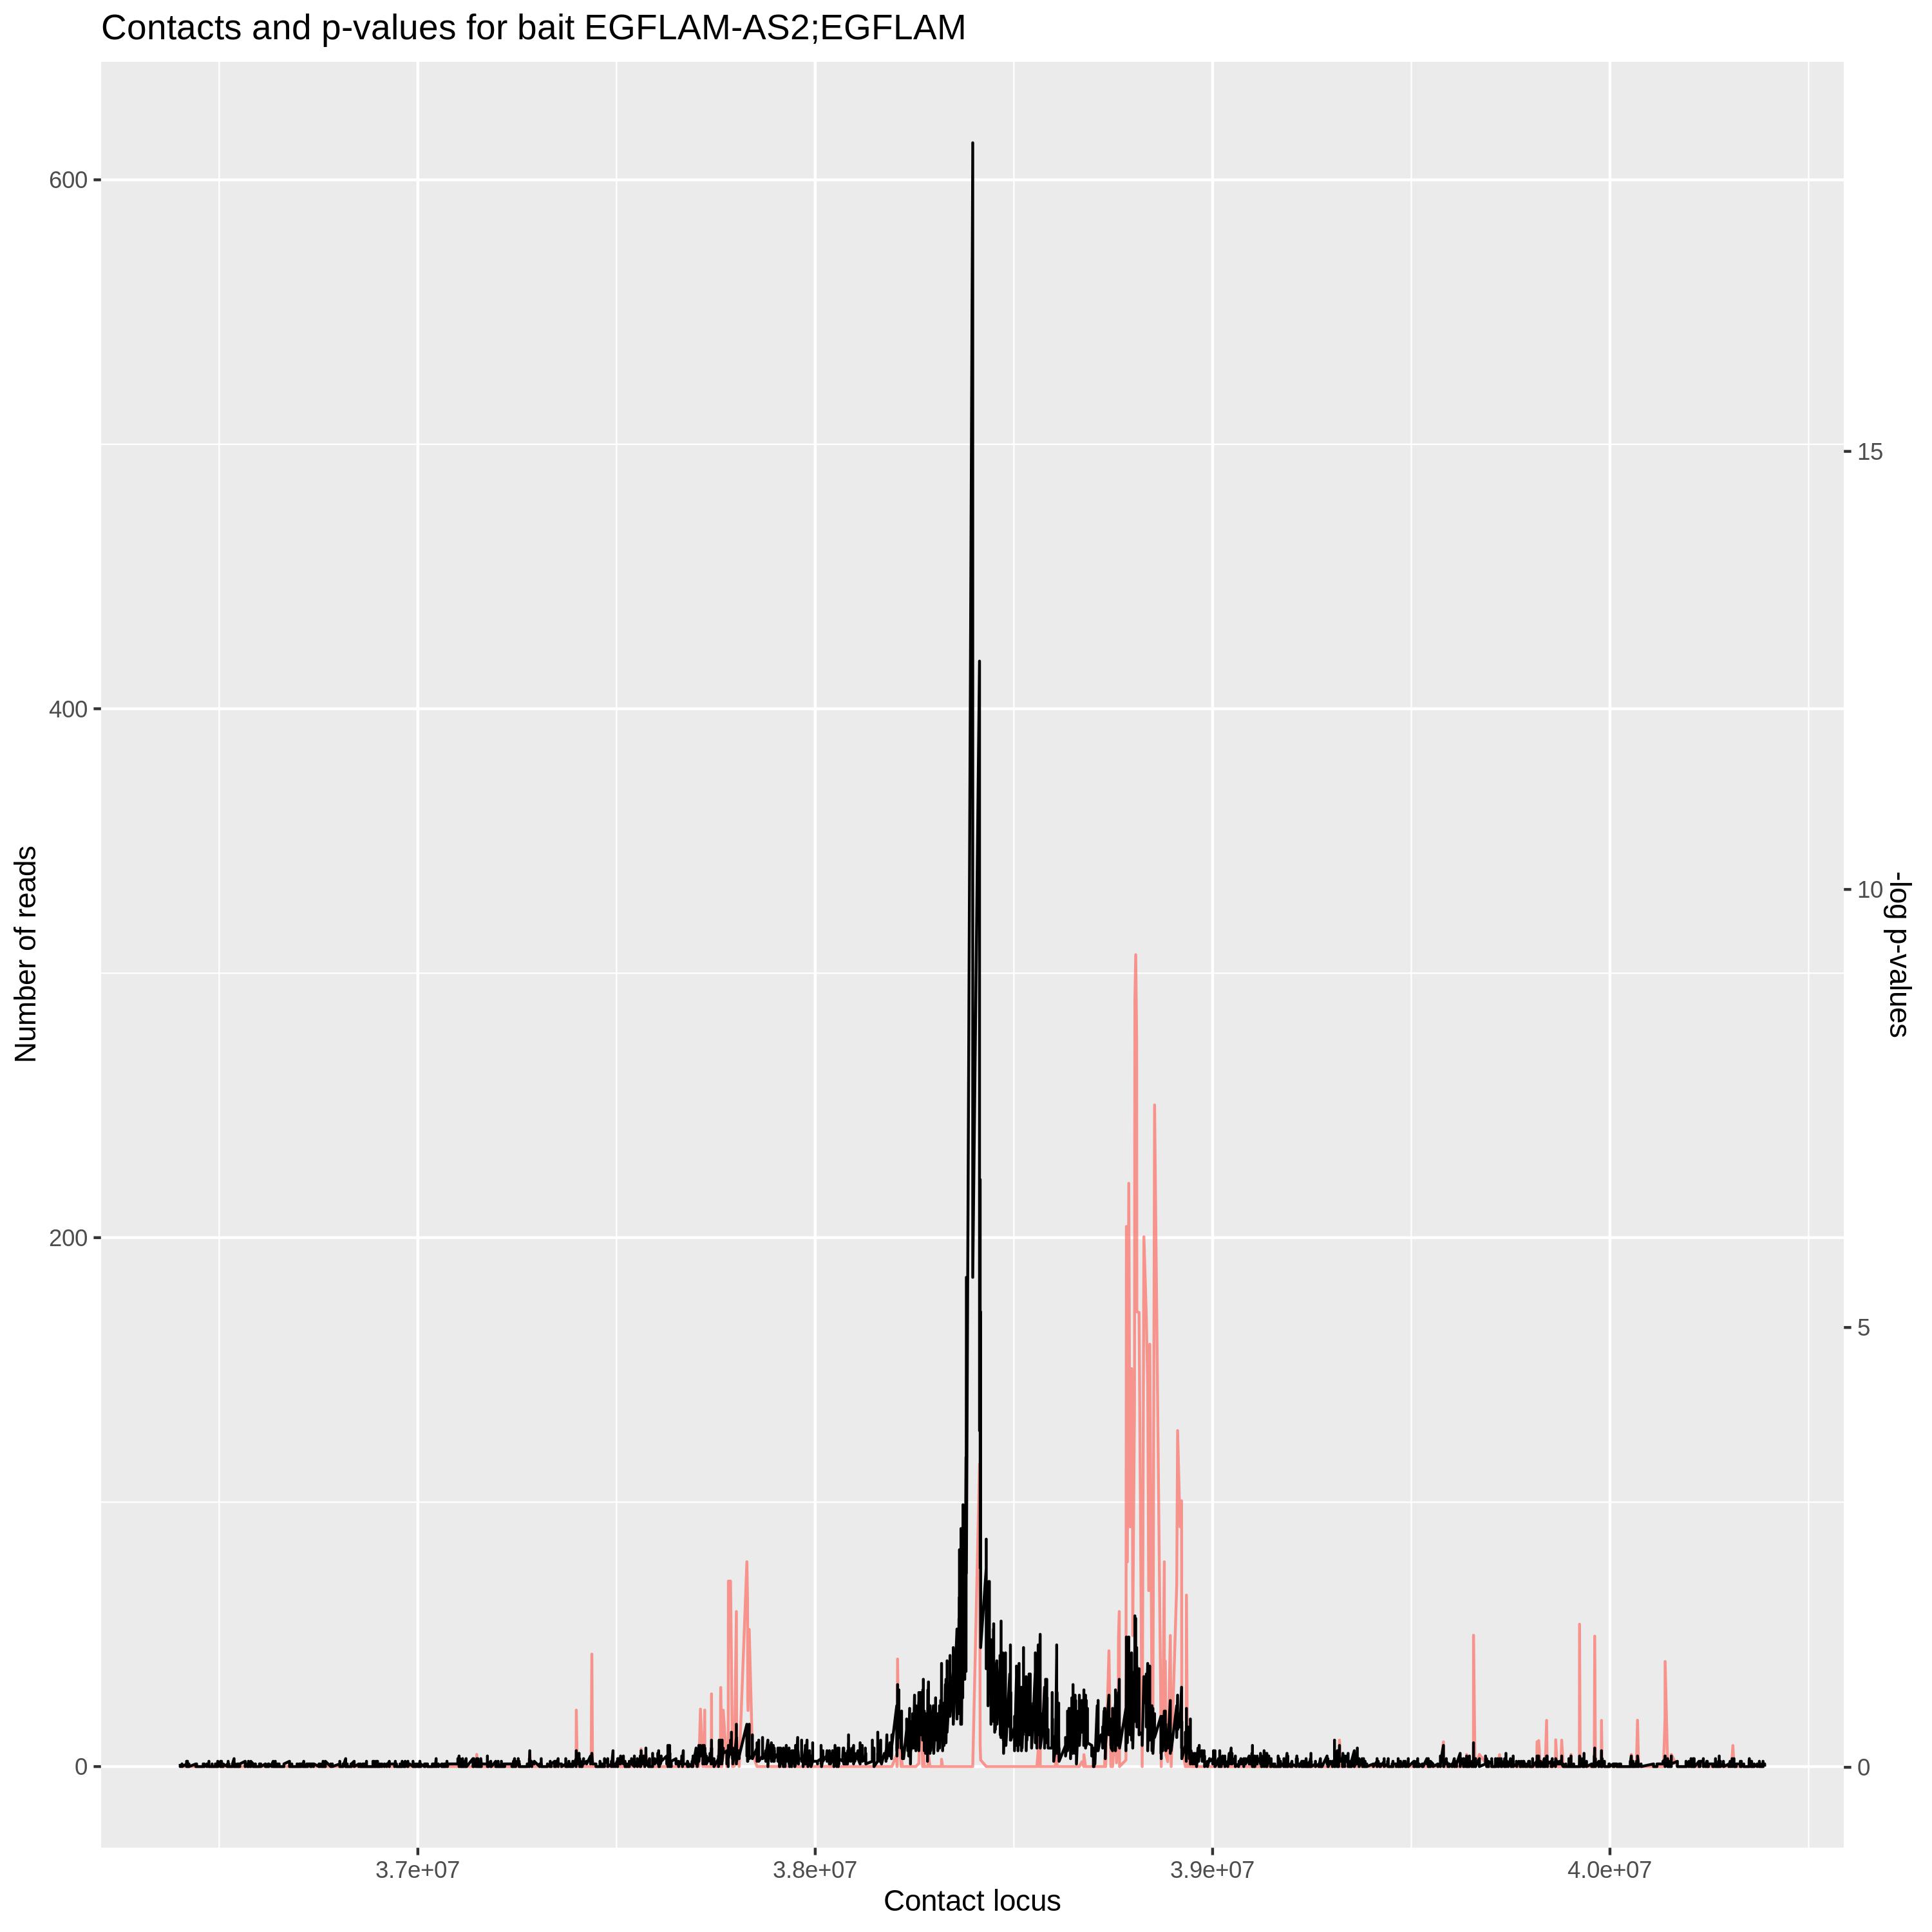 Contacts and p-values for bait EGFLAM-AS2;EGFLAM
600
400
200
0
Number of reads
15
10
5
0
-log p-values
3.7e+07
3.8e+07
3.9e+07
4.0e+07
Contact locus